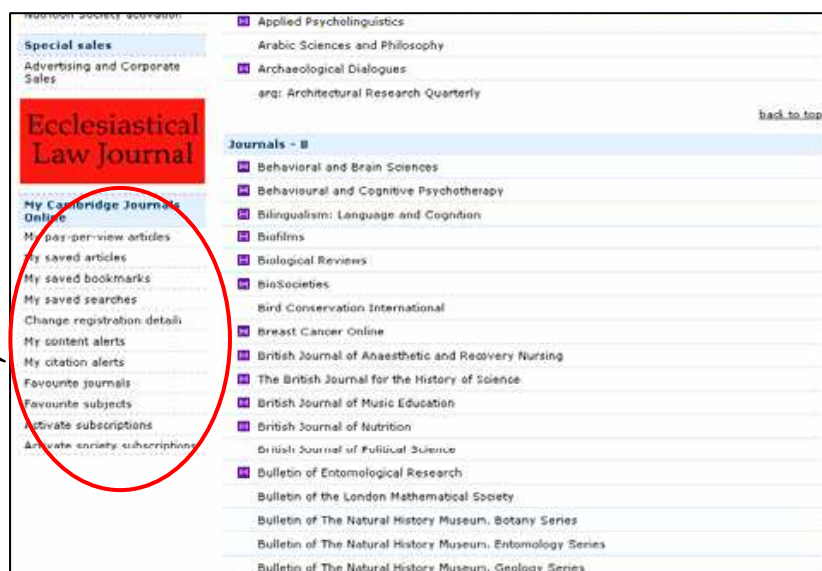 Nutrition Society activation
Special sales
Advertising and Corporate
Sales
Ecclesiastical
Law Journal
My Cambridge Journals
Online
My pay-per-view articles
My saved articles
My saved bookmarks
My saved searches
Change registration details
My content alerts
My citation alerts
Favourite journals
Favourite subjects
Activate subscriptions
Activate society subscriptions
Applied Psycholinguistics
Arabic Sciences and Philosophy
Archaeological Dialogues
arq: Architectural Research Quarterly
back to top
Journals - B
Behavioral and Brain Sciences
Behavioural and Cognitive Psychotherapy
Bilingualism: Language and Cognition
Biofilms
Biological Reviews
BioSocieties
Bird Conservation International
Breast Cancer Online
British Journal of Anaesthetic and Recovery Nursing
The British Journal for the History of Science
British Journal of Music Education
British Journal of Nutrition
British Journal of Political Science
Bulletin of Entomological Research
Bulletin of the London Mathematical Society
Bulletin of The Natural History Museum. Botany Series
Bulletin of The Natural History Museum. Entomology Series
Bulletin of The Natural History Museum. Geology Series